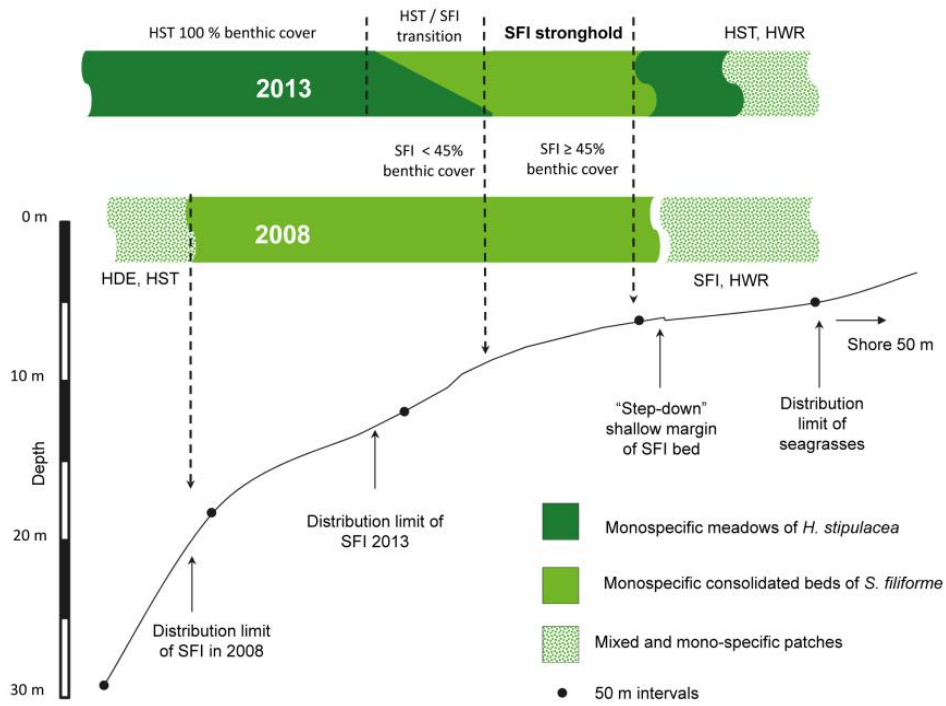 HST 100 % benthic cover
HST / SFI
transition
SFI stronghold
HST, HWR
2013
SFI < 45%
benthic cover
SFI ≥ 45%
benthic cover
0 m
2008
HDE, HST
SFI, HWR
Shore 50 m
10 m
"Step-down"
shallow margin
of SFI bed
Distribution
limit of
seagrasses
Depth
Distribution limit of
SFI 2013
20 m
Distribution limit
of SFI in 2008
30 m
Monospecific meadows of H. stipulacea
Monospecific consolidated beds of S. filiforme
Mixed and mono-specific patches
50 m intervals